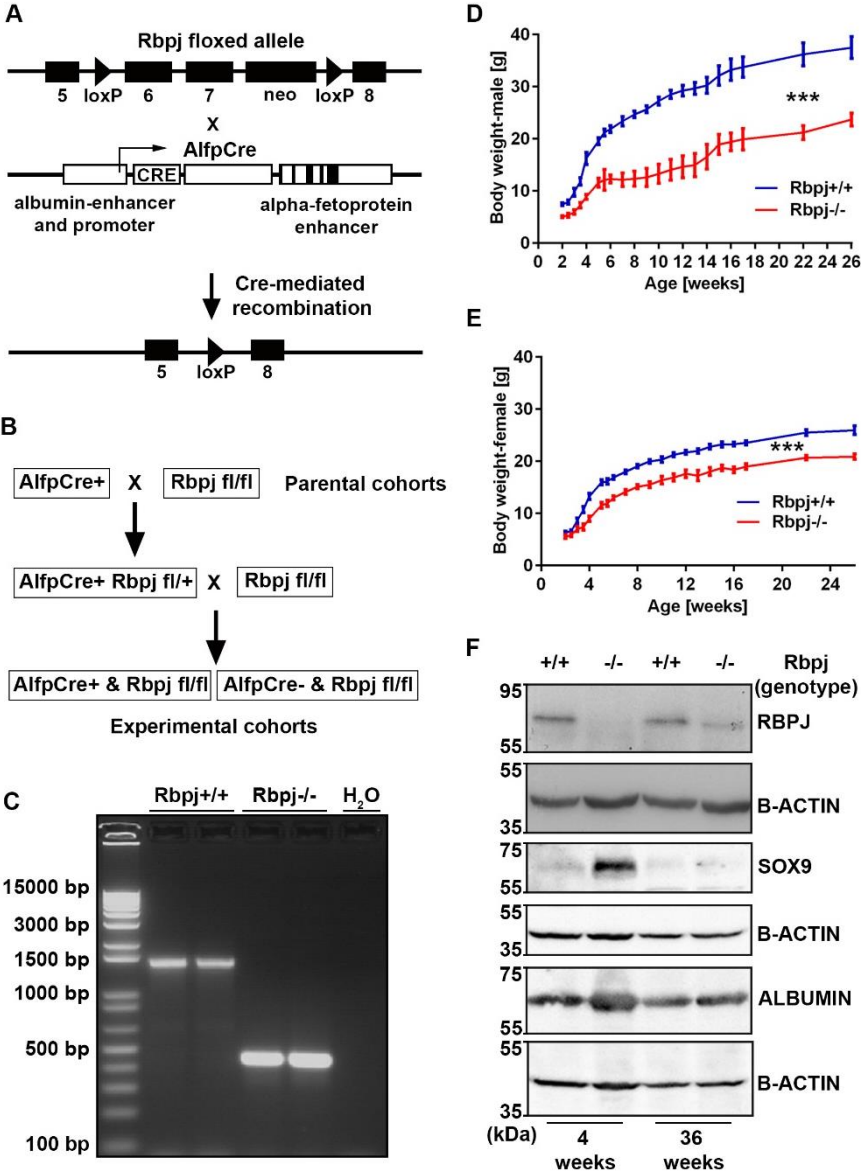 A
Rbpj floxed allele
5 loxP 6 7 neo loxP 8
X
AlfpCre
CRE
albumin-enhancer
and promoter
alpha-fetoprotein
enhancer
Cre-mediated
recombination
5 loxP 8
B
AlfpCre+ X Rbpj fl/fl Parental cohorts
AlfpCre+ Rbpj fl/+ X Rbpj fl/fl
AlfpCre+ & Rbpj fl/fl AlfpCre- & Rbpj fl/fl
Experimental cohorts
C
Rbpj+/+ Rbpj-/- H2O
15000 bp
3000 bp
1500 bp
1000 bp
500 bp
100 bp
D
Body weight-male [g]
40
30
20
10
0
***
Rbpj+/+
Rbpj-/-
0 2 4 6 8 10 12 14 16 18 20 22 24 26
Age [weeks]
E
Body weight-female [g]
40
30
20
10
0
***
Rbpj+/+
Rbpj-/-
0 4 8 12 16 20 24
Age [weeks]
F
+/+ -/- +/+ -/- Rbpj
(genotype)
95
RBPJ
55
55
B-ACTIN
35
75
SOX9
55
55
B-ACTIN
35
75
ALBUMIN
55
55
B-ACTIN
35
(kDa)
4
weeks
36
weeks